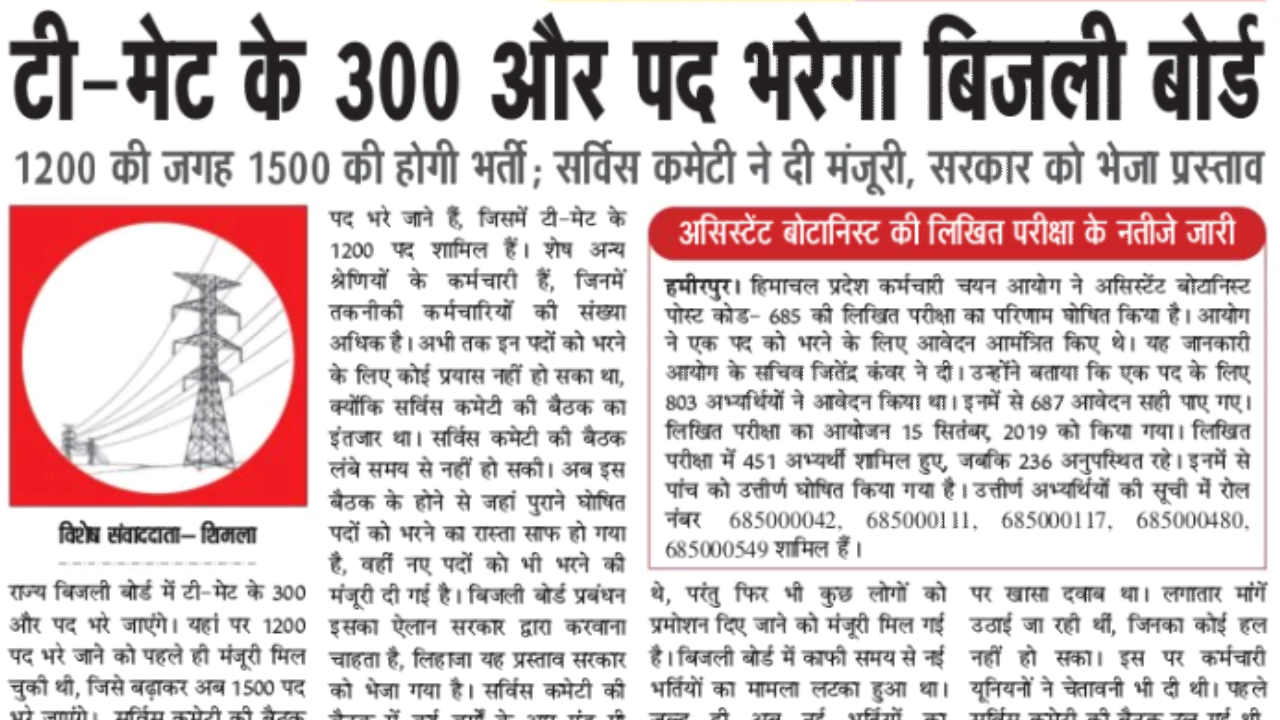 टी-मेट के 300 और पद भरेगा बिजली बोर्ड
1200 की जगह 1500 की होगी भर्ती; सर्विस कमेटी ने दी मंजूरी, सरकार को भेजा प्रस्ताव
विशेष संवाददाता– शिमला
राज्य बिजली बोर्ड में टी-मेट के 300
और पद भरे जाएंगे। यहां पर 1200
पद भरे जाने को पहले ही मंजूरी मिल
चुकी थी, जिसे बढ़ाकर अब 1500 पद
भरे जाएंगे। सर्विस कमेटी की बैठक
पद भरे जाने हैं, जिसमें टी-मेट के
1200 पद शामिल हैं। शेष अन्य
श्रेणियों के कर्मचारी हैं, जिनमें
तकनीकी कर्मचारियों की संख्या
अधिक है। अभी तक इन पदों को भरने
के लिए कोई प्रयास नहीं हो सका था,
क्योंकि सर्विस कमेटी की बैठक का
इंतजार था। सर्विस कमेटी की बैठक
लंबे समय से नहीं हो सकी। अब इस
बैठक के होने से जहां पुराने घोषित
पदों को भरने का रास्ता साफ हो गया
है, वहीं नए पदों को भी भरने की
मंजूरी दी गई है। बिजली बोर्ड प्रबंधन
इसका ऐलान सरकार द्वारा करवाना
चाहता है, लिहाजा यह प्रस्ताव सरकार
को भेजा गया है। सर्विस कमेटी की
असिस्टेंट बोटानिस्ट की लिखित परीक्षा के नतीजे जारी
हमीरपुर। हिमाचल प्रदेश कर्मचारी चयन आयोग ने असिस्टेंट बोटानिस्ट
पोस्ट कोड– 685 की लिखित परीक्षा का परिणाम घोषित किया है। आयोग
ने एक पद को भरने के लिए आवेदन आमंत्रित किए थे। यह जानकारी
आयोग के सचिव जितेंद्र कंवर ने दी। उन्होंने बताया कि एक पद के लिए
803 अभ्यर्थियों ने आवेदन किया था। इनमें से 687 आवेदन सही पाए गए।
लिखित परीक्षा का आयोजन 15 सितंबर, 2019 को किया गया। लिखित
परीक्षा में 451 अभ्यर्थी शामिल हुए, जबकि 236 अनुपस्थित रहे। इनमें से
पांच को उत्तीर्ण घोषित किया गया है। उत्तीर्ण अभ्यर्थियों की सूची में रोल
नंबर 685000042, 685000111, 685000117, 685000480,
685000549 शामिल हैं।
थे, परंतु फिर भी कुछ लोगों को
प्रमोशन दिए जाने को मंजूरी मिल गई
है। बिजली बोर्ड में काफी समय से नई
भर्तियों का मामला लटका हुआ था।
पर खासा दवाब था। लगातार मांगें
उठाई जा रही थीं, जिनका कोई हल
नहीं हो सका। इस पर कर्मचारी
यूनियनों ने चेतावनी भी दी थी। पहले